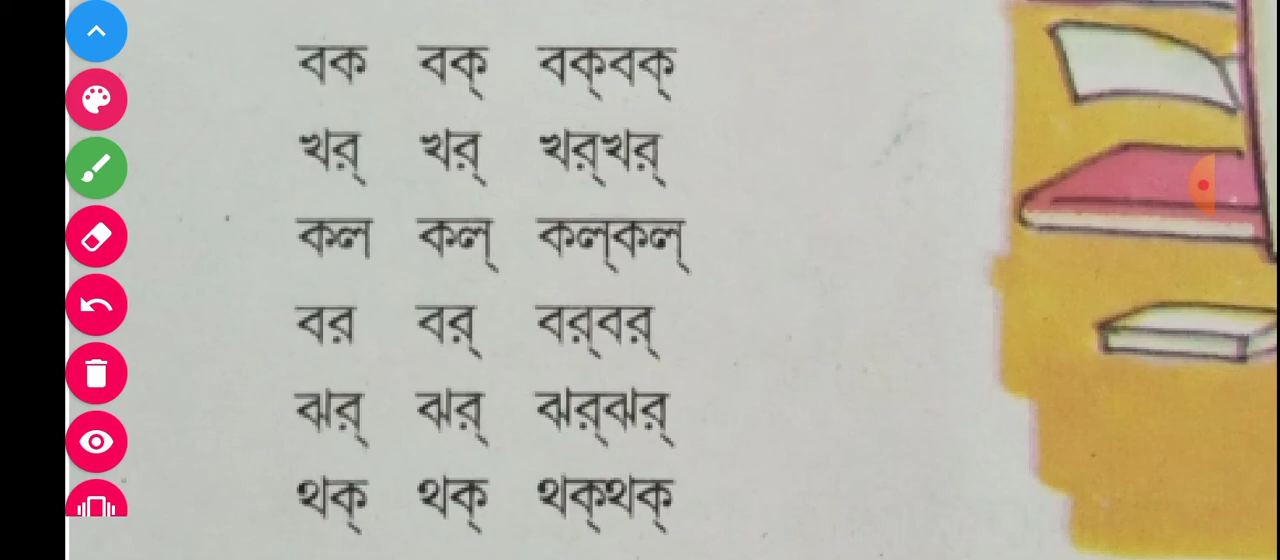 বক বক্ বক্‌বক্
খর্ খর্ খর্‌খর্
কল কল্ কল্‌কল্
বর বর্ বর্‌বর্
ঝর্ ঝর্ ঝর্‌ঝর্
থক্ থক্ থক্‌থক্